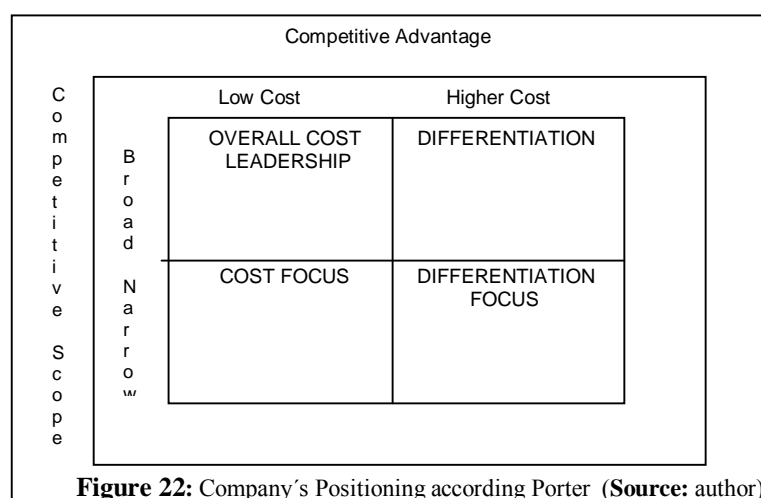 Competitive Advantage
Competitive Scope
Low Cost Higher Cost
Broad
OVERALL COST DIFFERENTIATION
LEADERSHIP
Narrow
COST FOCUS DIFFERENTIATION
FOCUS
Figure 22: Company´s Positioning according Porter (Source: author)